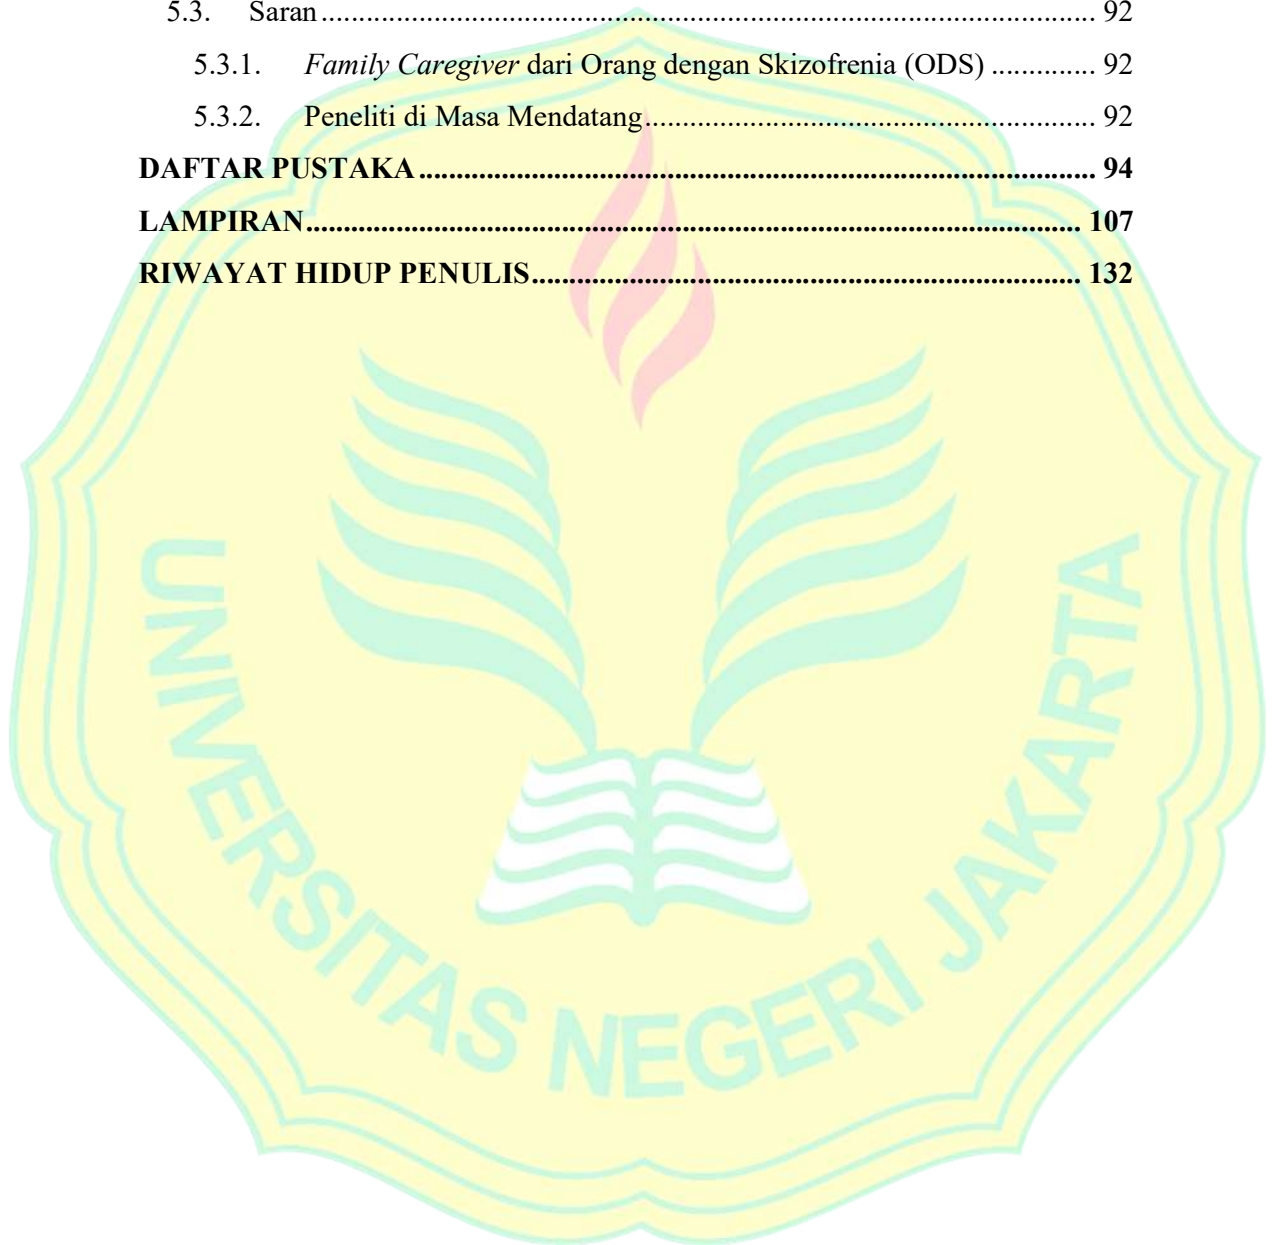 5.3. Saran ........................................................................................................ 92
5.3.1. Family Caregiver dari Orang dengan Skizofrenia (ODS) .............. 92
5.3.2. Peneliti di Masa Mendatang ............................................................ 92
DAFTAR PUSTAKA ........................................................................................... 94
LAMPIRAN ........................................................................................................ 107
RIWAYAT HIDUP PENULIS .......................................................................... 132
UNIVERSITAS NEGERI JAKARTA